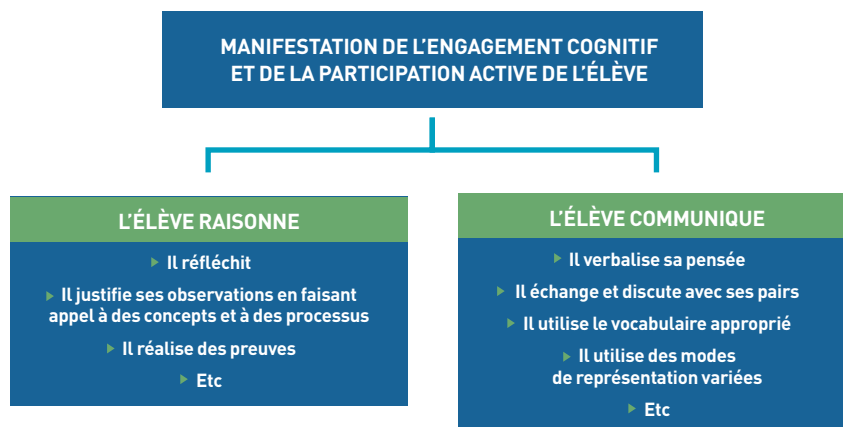 MANIFESTATION DE L'ENGAGEMENT COGNITIF
ET DE LA PARTICIPATION ACTIVE DE L'ÉLÈVE
L'ÉLÈVE RAISONNE
Il réfléchit
Il justifie ses observations en faisant
appel à des concepts et à des processus
Il réalise des preuves
Etc
L'ÉLÈVE COMMUNIQUE
Il verbalise sa pensée
Il échange et discute avec ses pairs
Il utilise le vocabulaire approprié
Il utilise des modes
de représentation variées
Etc